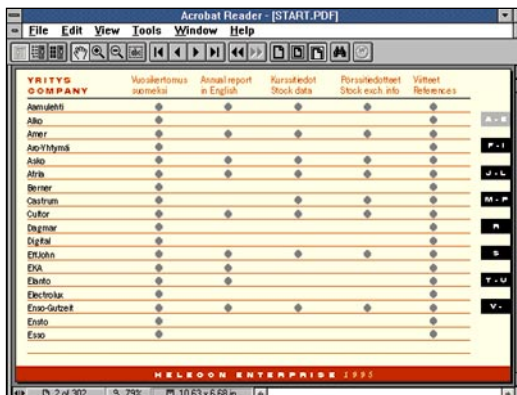 Acrobat Reader - [START.PDF]
File Edit View Tools Window Help
YRITYS Vuosikertomus Annual report Kurssitiedot Pörssitiedotteet Viitteet
COMPANY suomeksi in English Stock data Stock exch. info References
Aamulehti
Alko
Amer
Aro-Yhtymä
Asko
Atria
Berner
Castrum
Cultor
Dagmar
Digital
EffJohn
EKA
Elanto
Electrolux
Enso-Gutzeit
Ensto
Esso
A - E
F - I
J - L
M - P
R
S
T - U
V -
HELECON ENTERPRISE 1995
2 of 302 79% 10,63 x 6,68 in